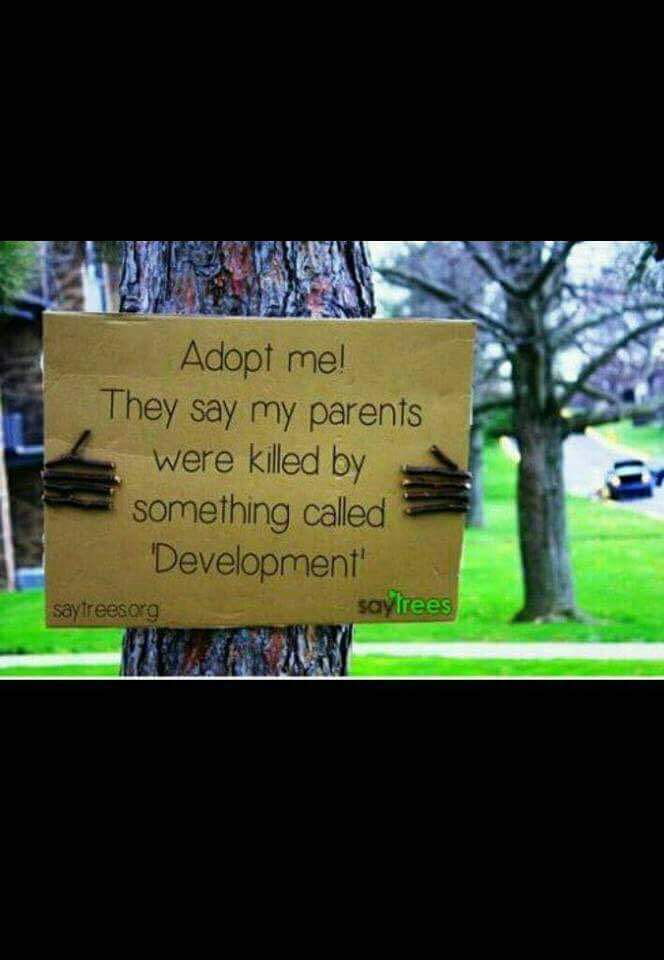 Adopt me!
They say my parents
were killed by
something called
'Development'
saytrees.org
sayTrees